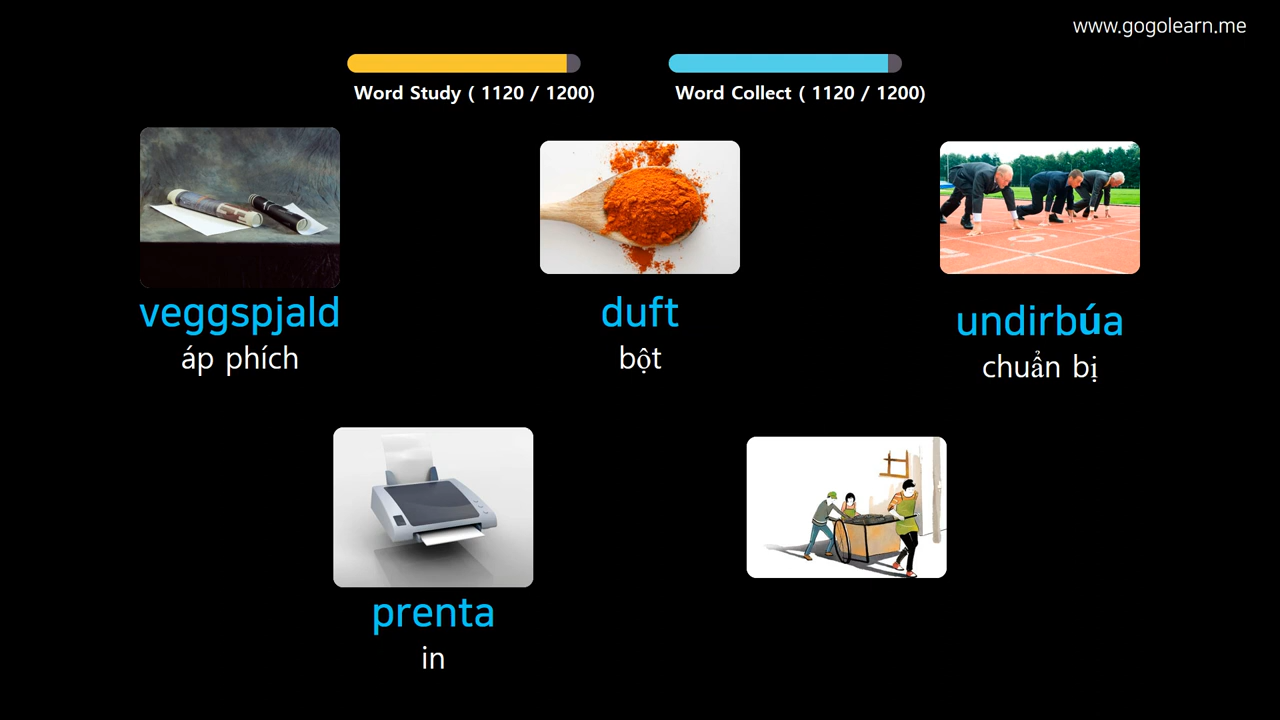 www.gogolearn.me
Word Study ( 1120 / 1200)
Word Collect ( 1120 / 1200)
veggspjald
áp phích
duft
bột
undirbúa
chuẩn bị
prenta
in